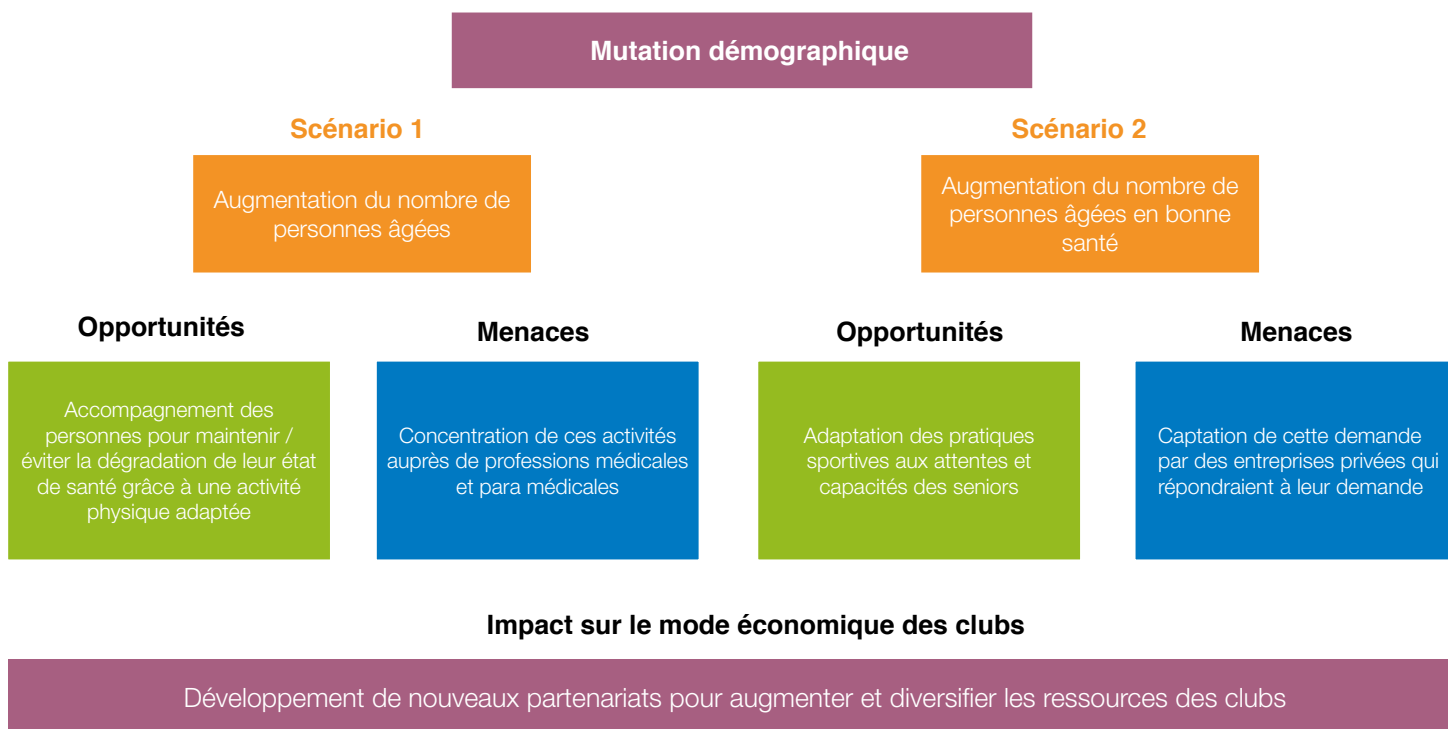 Mutation démographique
Scénario 1
Augmentation du nombre de
personnes âgées
Scénario 2
Augmentation du nombre de
personnes âgées en bonne
santé
Opportunités
Accompagnement des
personnes pour maintenir /
éviter la dégradation de leur état
de santé grâce à une activité
physique adaptée
Menaces
Concentration de ces activités
auprès de professions médicales
et para médicales
Opportunités
Adaptation des pratiques
sportives aux attentes et
capacités des seniors
Menaces
Captation de cette demande
par des entreprises privées qui
répondraient à leur demande
Impact sur le mode économique des clubs
Développement de nouveaux partenariats pour augmenter et diversifier les ressources des clubs